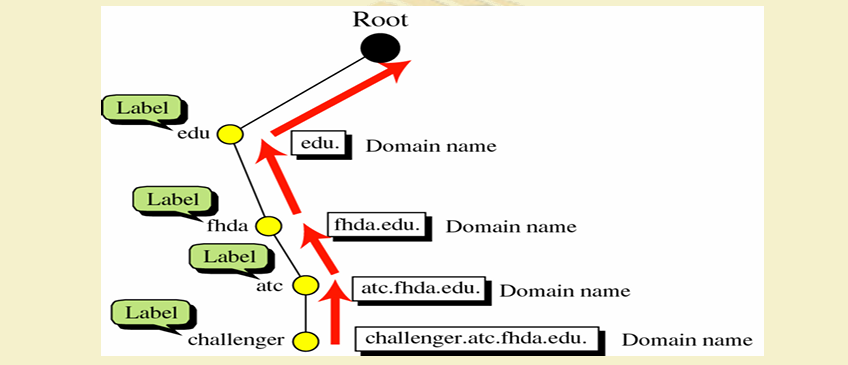 Root
Label
edu
edu.
Domain name
Label
fhda
fhda.edu.
Domain name
Label
atc
atc.fhda.edu.
Domain name
Label
challenger
challenger.atc.fhda.edu.
Domain name